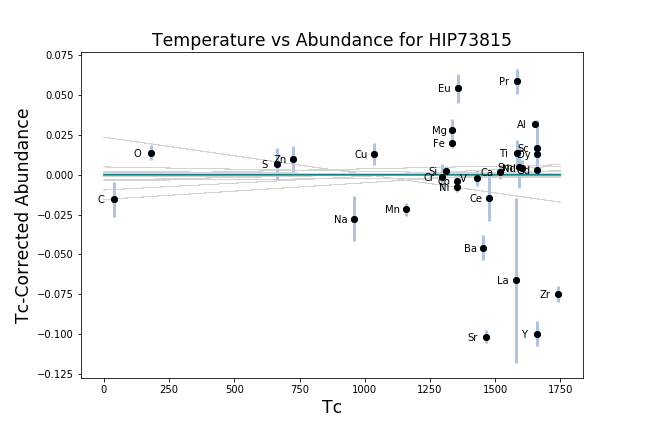 Temperature vs Abundance for HIP73815
Tc-Corrected Abundance
0.075
0.050
0.025
0.000
−0.025
−0.050
−0.075
−0.100
−0.125
0
250
500
750
1000
1250
1500
1750
Tc
C
O
S
Zn
Na
Cu
Mn
Eu
Mg
Fe
Si
Cr
Co
Ni
V
Ca
Ce
Ba
Sr
Pr
Al
Ti
Sc
Dy
Sm
Nd
Gd
La
Zr
Y